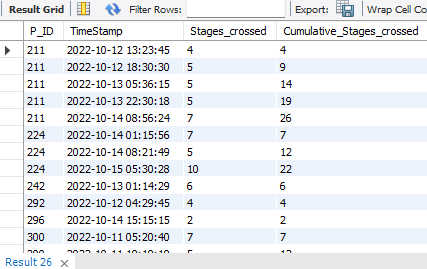 Result Grid Filter Rows: Export: Wrap Cell Co
P_ID TimeStamp Stages_crossed Cumulative_Stages_crossed
211 2022-10-12 13:23:45 4 4
211 2022-10-12 18:30:30 5 9
211 2022-10-13 05:36:15 5 14
211 2022-10-13 22:30:18 5 19
211 2022-10-14 08:56:24 7 26
224 2022-10-14 01:15:56 7 7
224 2022-10-14 08:21:49 5 12
224 2022-10-15 05:30:28 10 22
242 2022-10-13 01:14:29 6 6
292 2022-10-12 04:29:45 4 4
296 2022-10-14 15:15:15 2 2
300 2022-10-11 05:20:40 7 7
Result 26